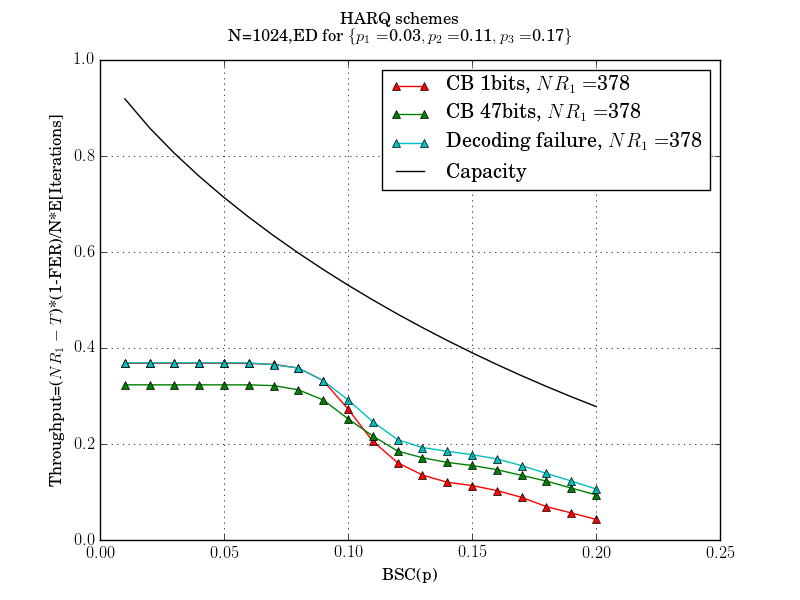 HARQ schemes
N=1024,ED for {p₁ =0.03, p₂ =0.11, p₃ =0.17}
CB 1bits, NR₁ =378
CB 47bits, NR₁ =378
Decoding failure, NR₁ =378
Capacity
Throughput=(NR₁ − T)*(1-FER)/N*E[Iterations]
1.0
0.8
0.6
0.4
0.2
0.0
0.00 0.05 0.10 0.15 0.20 0.25
BSC(p)